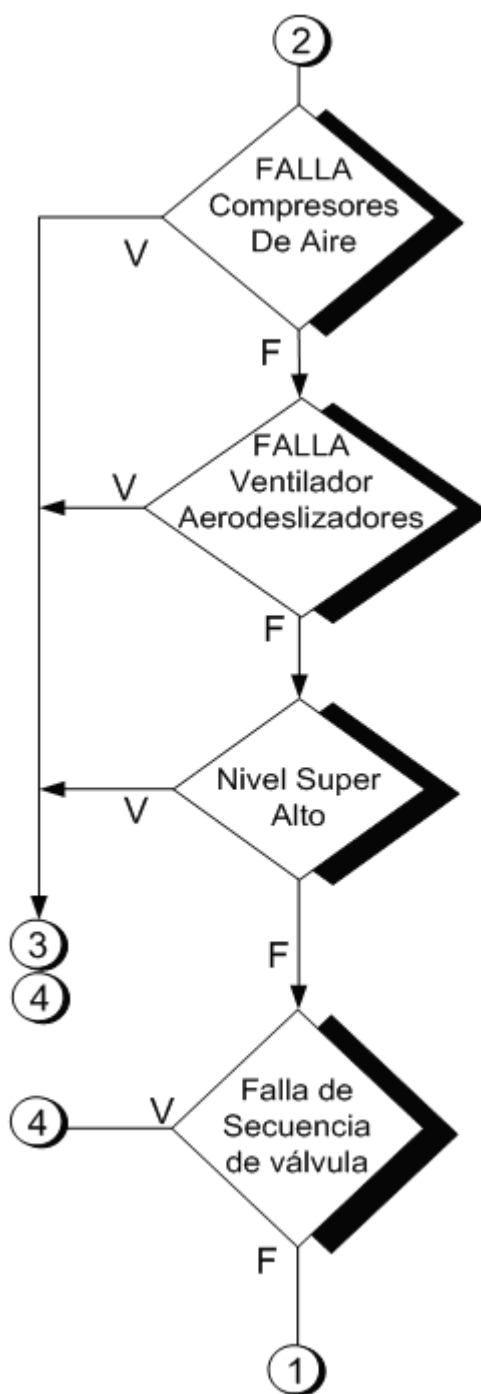 2
FALLA
Compresores
De Aire
V
F
FALLA
Ventilador
Aerodeslizadores
V
F
Nivel Super
Alto
V
F
3
4
Falla de
Secuencia
de válvula
V
4
F
1